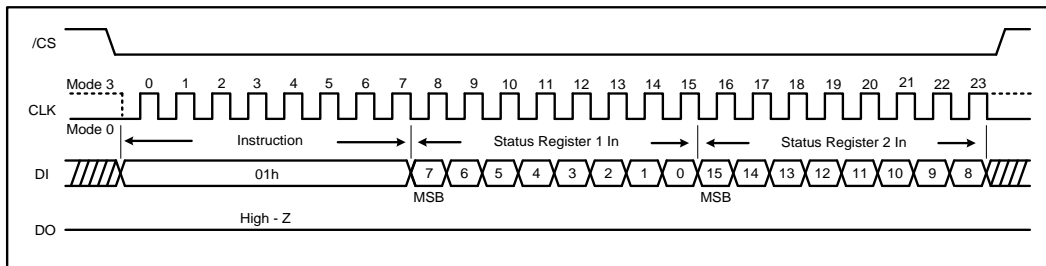 /CS
Mode 3 0 1 2 3 4 5 6 7 8 9 10 11 12 13 14 15 16 17 18 19 20 21 22 23
CLK
Mode 0
Instruction Status Register 1 In Status Register 2 In
DI 01h 7 6 5 4 3 2 1 0 15 14 13 12 11 10 9 8
MSB MSB
High - Z
DO